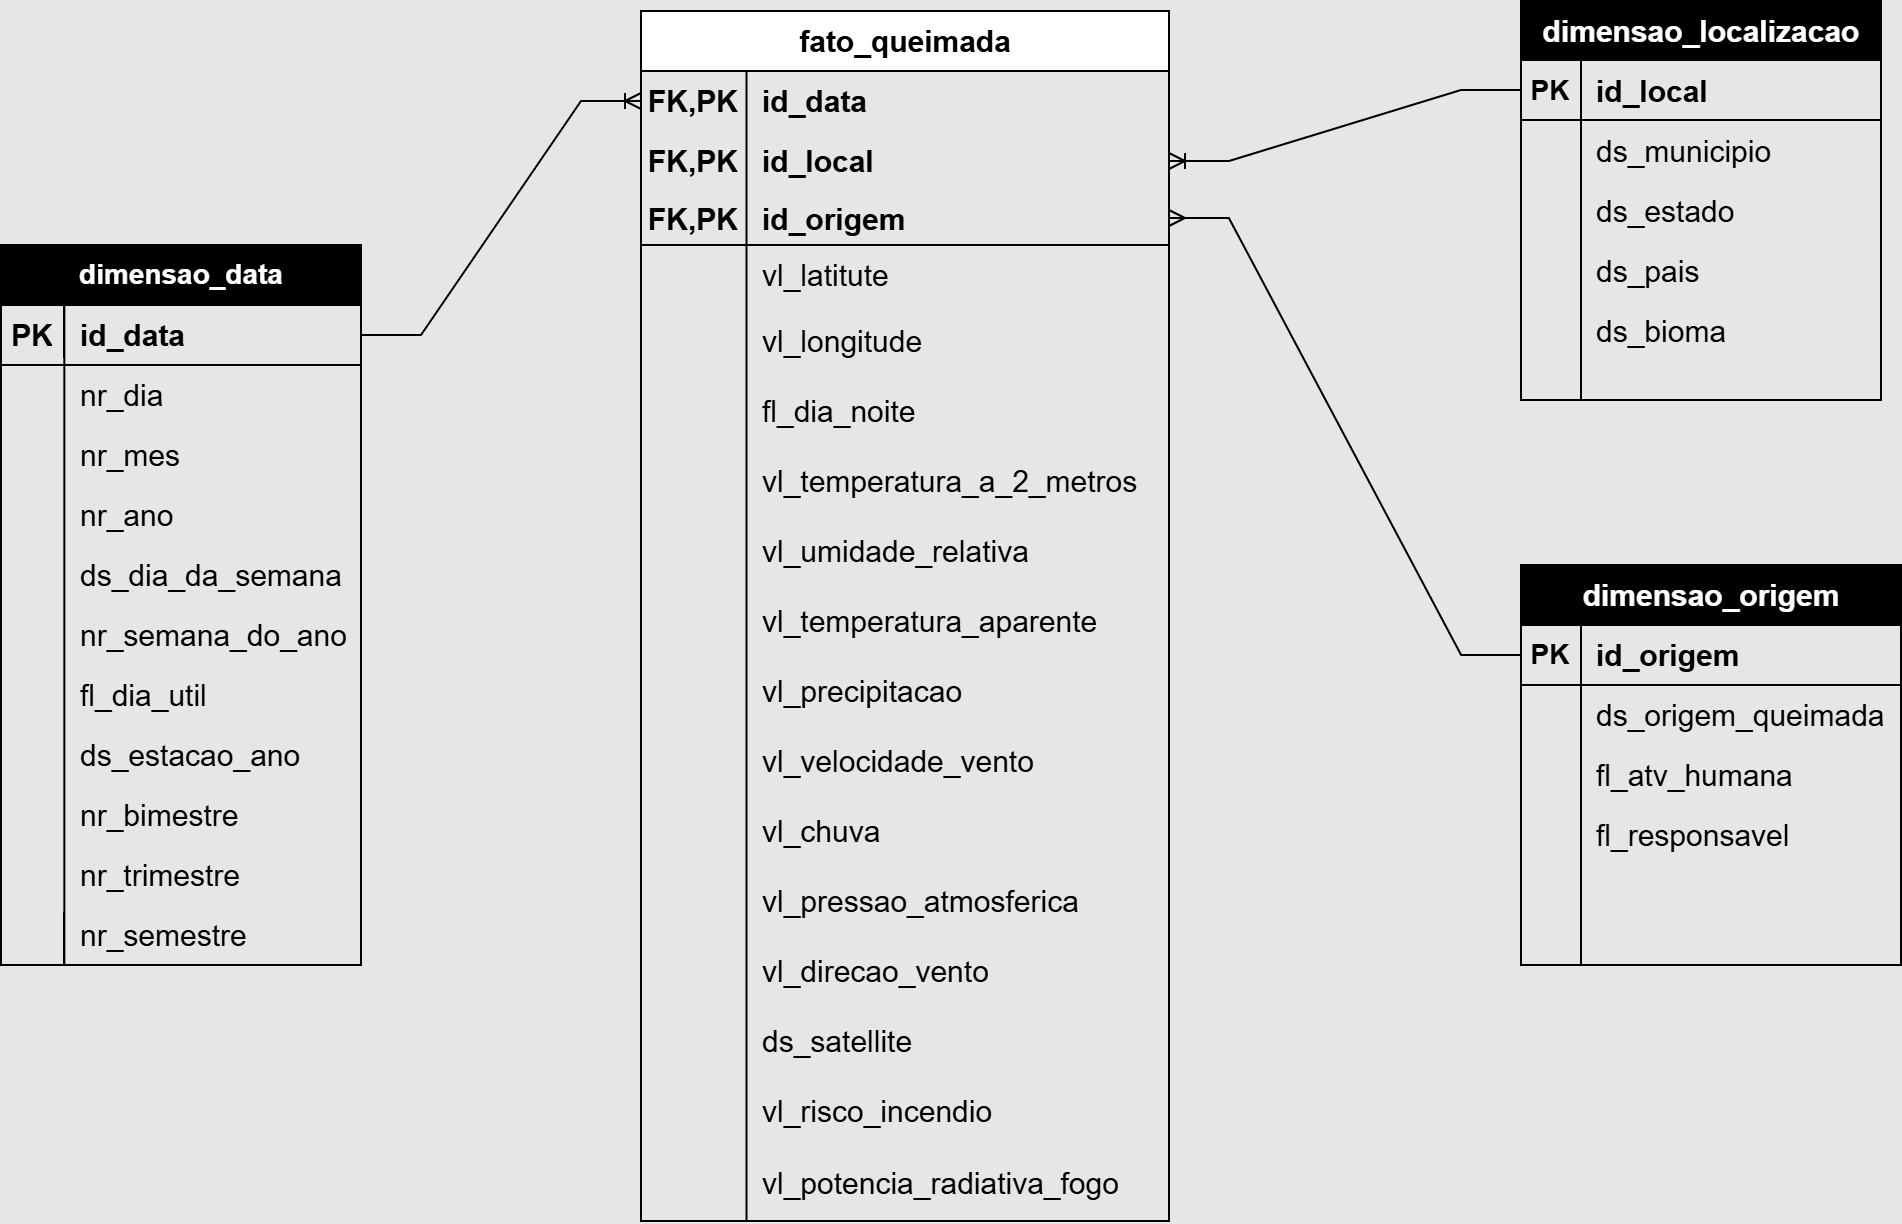 dimensao_data
PK id_data
nr_dia
nr_mes
nr_ano
ds_dia_da_semana
nr_semana_do_ano
fl_dia_util
ds_estacao_ano
nr_bimestre
nr_trimestre
nr_semestre
fato_queimada
FK,PK id_data
FK,PK id_local
FK,PK id_origem
vl_latitute
vl_longitude
fl_dia_noite
vl_temperatura_a_2_metros
vl_umidade_relativa
vl_temperatura_aparente
vl_precipitacao
vl_velocidade_vento
vl_chuva
vl_pressao_atmosferica
vl_direcao_vento
ds_satellite
vl_risco_incendio
vl_potencia_radiativa_fogo
dimensao_localizacao
PK id_local
ds_municipio
ds_estado
ds_pais
ds_bioma
dimensao_origem
PK id_origem
ds_origem_queimada
fl_atv_humana
fl_responsavel